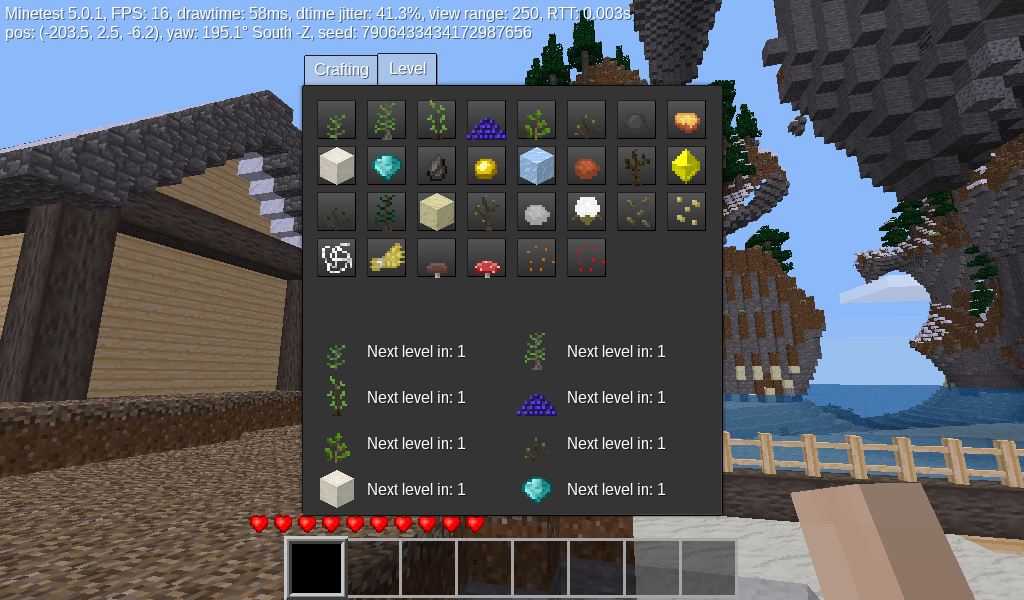 Minetest 5.0.1, FPS: 16, drawtime: 58ms, dtime jitter: 41.3%, view range: 250, RTT: 0.003s
pos: (-203.5, 2.5, -6.2), yaw: 195.1° South -Z, seed: 7906433434172987656
Crafting Level
Next level in: 1 Next level in: 1
Next level in: 1 Next level in: 1
Next level in: 1 Next level in: 1
Next level in: 1 Next level in: 1